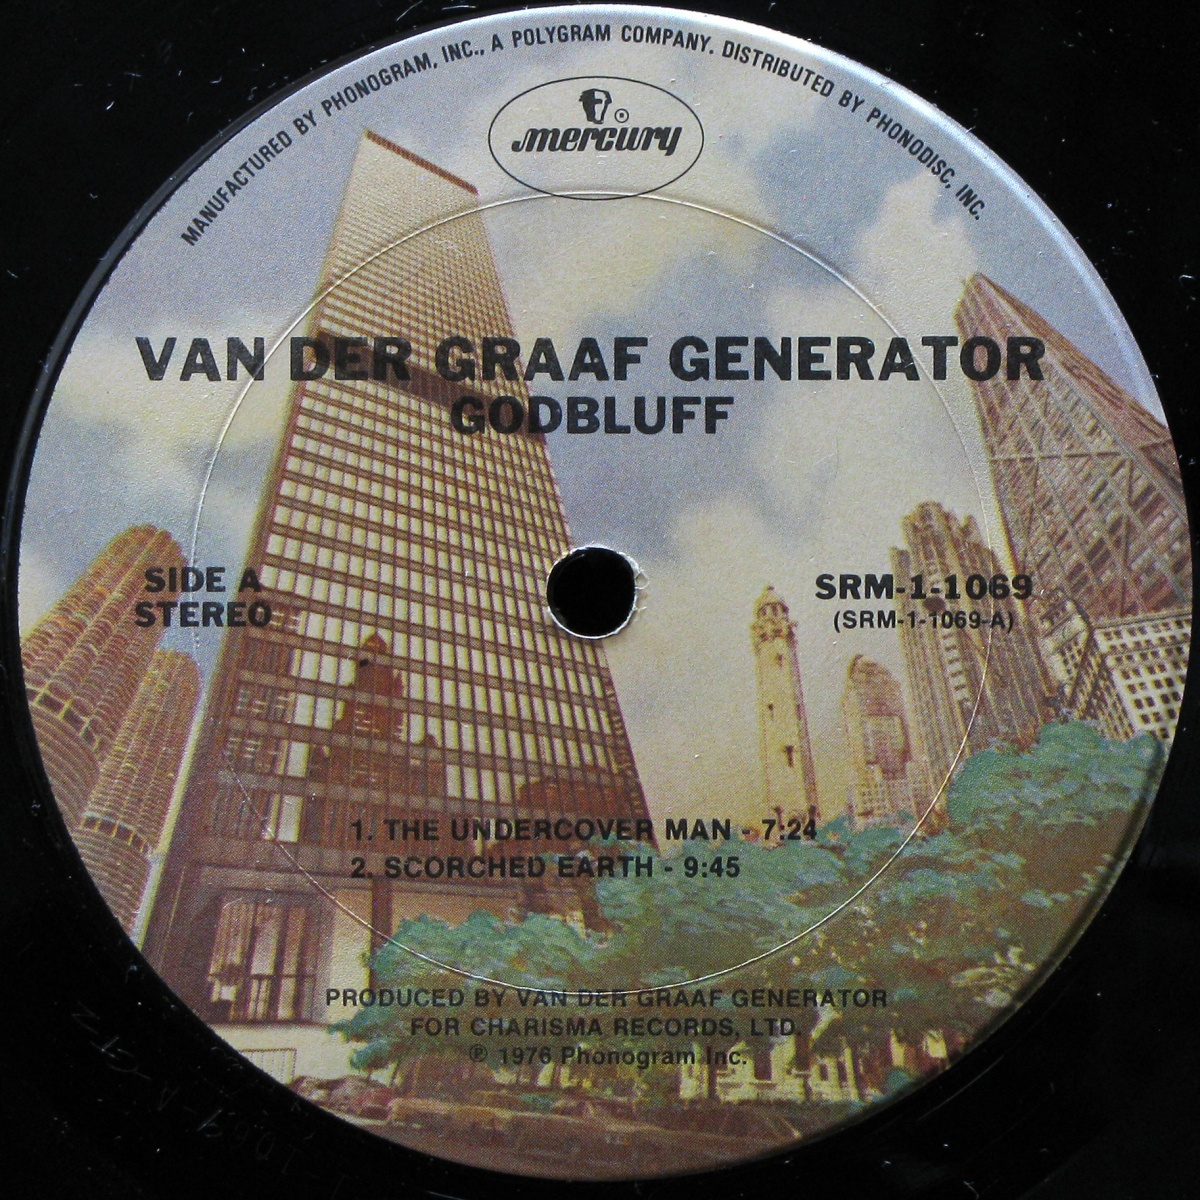 MANUFACTURED BY PHONOGRAM, INC., A POLYGRAM COMPANY. DISTRIBUTED BY PHONODISC, INC.
mercury
VAN DER GRAAF GENERATOR
GODBLUFF
SIDE A
STEREO
SRM-1-1069
(SRM-1-1069-A)
1. THE UNDERCOVER MAN - 7:24
2. SCORCHED EARTH - 9:45
PRODUCED BY VAN DER GRAAF GENERATOR
FOR CHARISMA RECORDS, LTD.
℗ 1976 Phonogram Inc.